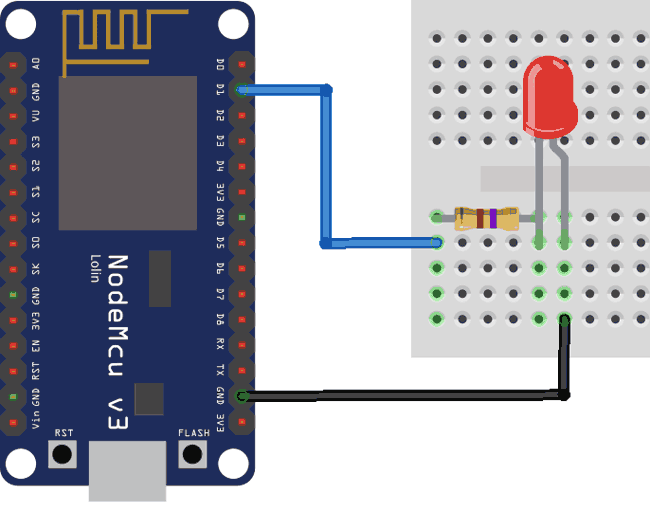 A0
GND
VU
S3
S2
S1
SC
SO
SK
GND
3V3
EN
RST
GND
Vin
NodeMcu v3
Lolin
RST
FLASH
D0
D1
D2
D3
D4
3V3
GND
D5
D6
D7
D8
RX
TX
GND
3V3